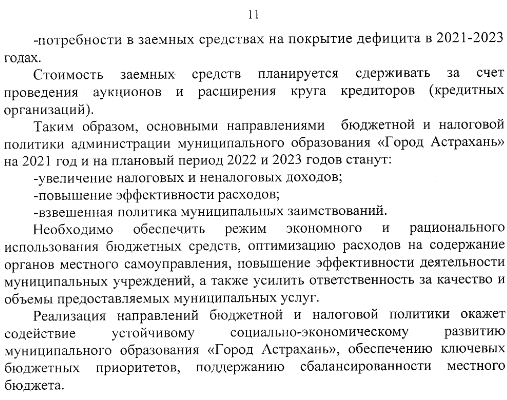 11
-потребности в заемных средствах на покрытие дефицита в 2021-2023
годах.
Стоимость заемных средств планируется сдерживать за счет
проведения аукционов и расширения круга кредиторов (кредитных
организаций).
Таким образом, основными направлениями бюджетной и налоговой
политики администрации муниципального образования «Город Астрахань»
на 2021 год и на плановый период 2022 и 2023 годов станут:
-увеличение налоговых и неналоговых доходов;
-повышение эффективности расходов;
-взвешенная политика муниципальных заимствований.
Необходимо обеспечить режим экономного и рационального
использования бюджетных средств, оптимизацию расходов на содержание
органов местного самоуправления, повышение эффективности деятельности
муниципальных учреждений, а также усилить ответственность за качество и
объемы предоставляемых муниципальных услуг.
Реализация направлений бюджетной и налоговой политики окажет
содействие устойчивому социально-экономическому развитию
муниципального образования «Город Астрахань», обеспечению ключевых
бюджетных приоритетов, поддержанию сбалансированности местного
бюджета.